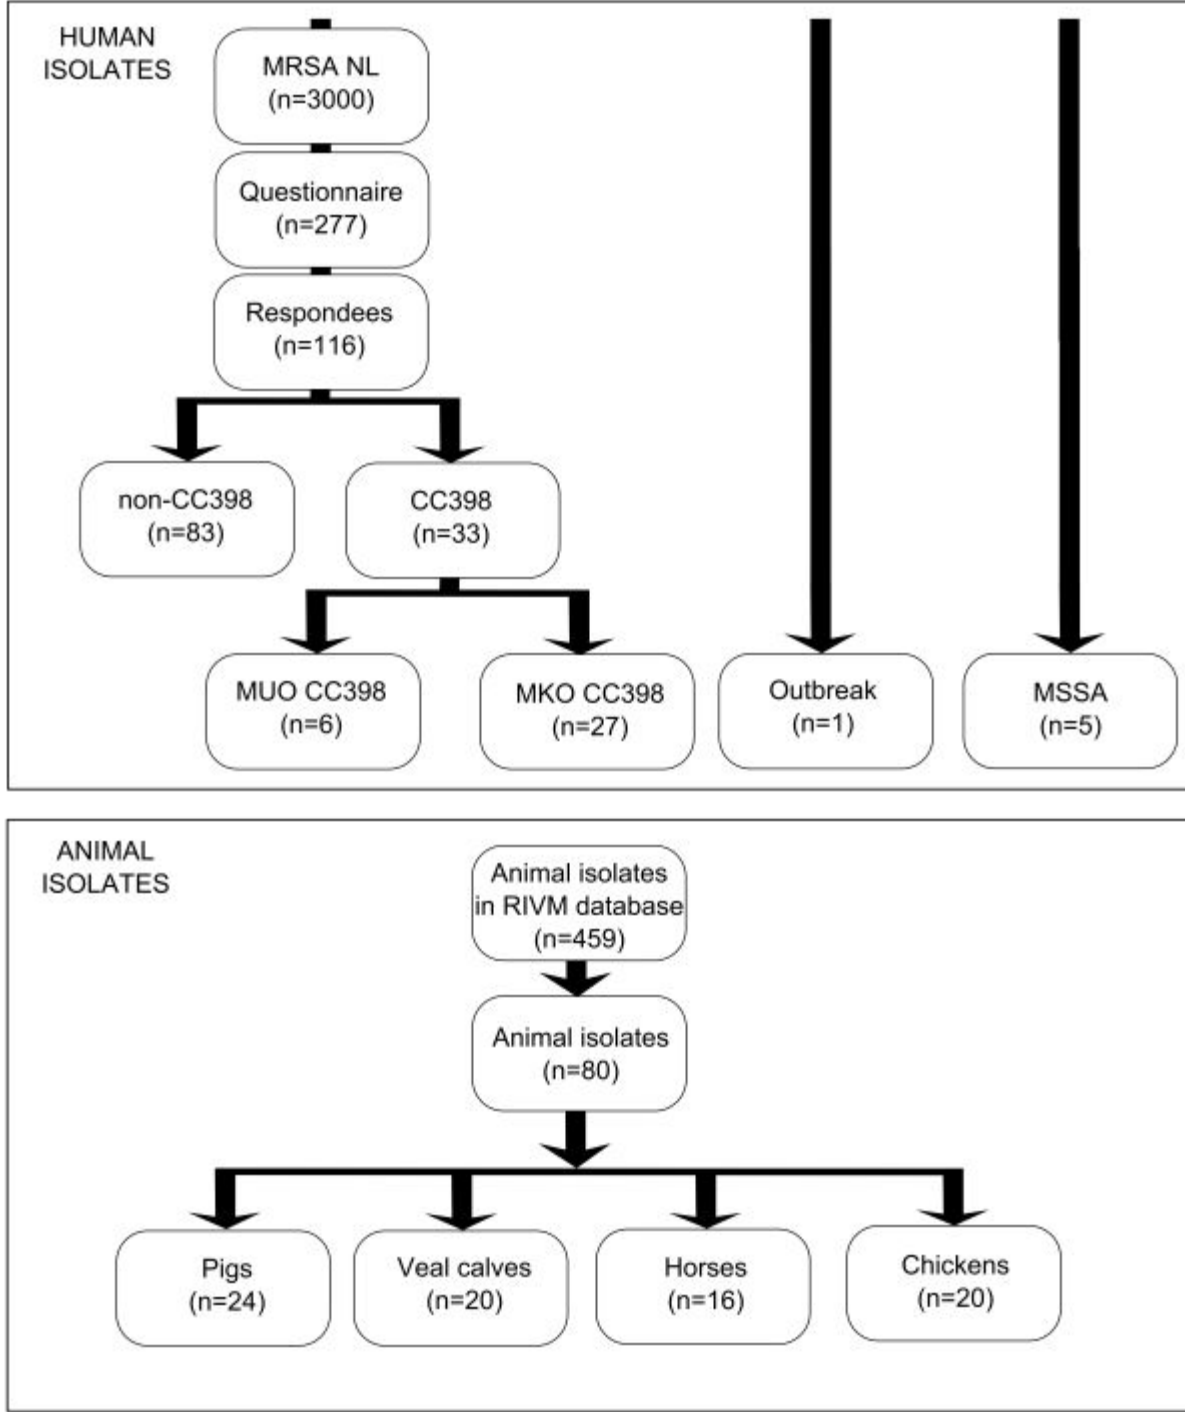 HUMAN
ISOLATES
MRSA NL
(n=3000)
Questionnaire
(n=277)
Respondees
(n=116)
non-CC398
(n=83)
CC398
(n=33)
MUO CC398
(n=6)
MKO CC398
(n=27)
Outbreak
(n=1)
MSSA
(n=5)
ANIMAL
ISOLATES
Animal isolates
in RIVM database
(n=459)
Animal isolates
(n=80)
Pigs
(n=24)
Veal calves
(n=20)
Horses
(n=16)
Chickens
(n=20)